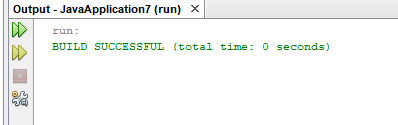 Output - JavaApplication7 (run)
run:
BUILD SUCCESSFUL (total time: 0 seconds)